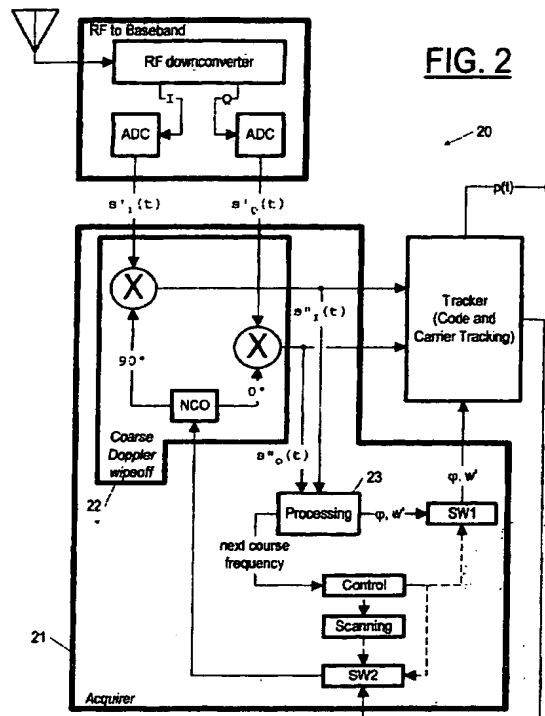 RF to Baseband
RF downconverter
FIG. 2
I
Q
ADC
ADC
20
p(t)
s'I(t)
s'Q(t)
X
Tracker
(Code and
Carrier Tracking)
s"I(t)
X
90°
0°
NCO
Coarse
Doppler
wipeoff
s"Q(t)
φ, w'
22
23
Processing
φ, w'
SW1
next course
frequency
Control
Scanning
21
SW2
Acquirer